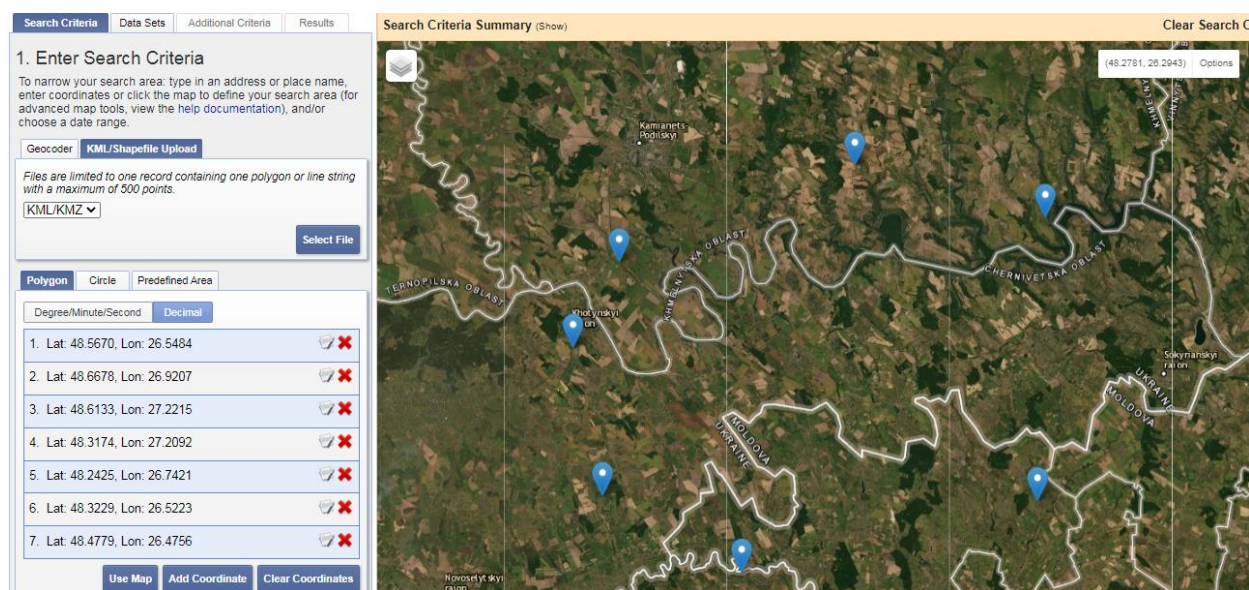 Search Criteria
Data Sets
Additional Criteria
Results
1. Enter Search Criteria
To narrow your search area: type in an address or place name,
enter coordinates or click the map to define your search area (for
advanced map tools, view the help documentation), and/or
choose a date range.
Geocoder
KML/Shapefile Upload
Files are limited to one record containing one polygon or line string
with a maximum of 500 points.
KML/KMZ
Select File
Polygon
Circle
Predefined Area
Degree/Minute/Second
Decimal
1. Lat: 48.5670, Lon: 26.5484
2. Lat: 48.6678, Lon: 26.9207
3. Lat: 48.6133, Lon: 27.2215
4. Lat: 48.3174, Lon: 27.2092
5. Lat: 48.2425, Lon: 26.7421
6. Lat: 48.3229, Lon: 26.5223
7. Lat: 48.4779, Lon: 26.4756
Use Map
Add Coordinate
Clear Coordinates
Search Criteria Summary (Show)
Clear Search C
(48.2781, 26.2943)
Options
Kamianets-
Podilskyi
TERNOPILSKA OBLAST
KHMELNYTSKA OBLAST
CHERNIVETSKA OBLAST
Sokyrianskyi
raion
UKRAINE
MOLDOVA
MOLDOVA
UKRAINE
Novoselytskyi
raion